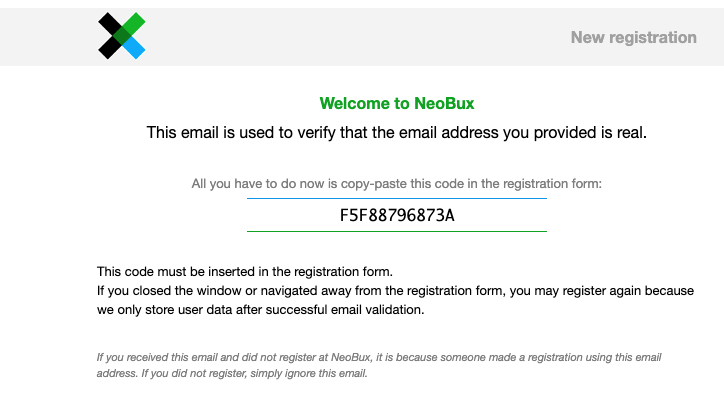 New registration
Welcome to NeoBux
This email is used to verify that the email address you provided is real.
All you have to do now is copy-paste this code in the registration form:
F5F88796873A
This code must be inserted in the registration form.
If you closed the window or navigated away from the registration form, you may register again because
we only store user data after successful email validation.
If you received this email and did not register at NeoBux, it is because someone made a registration using this email
address. If you did not register, simply ignore this email.